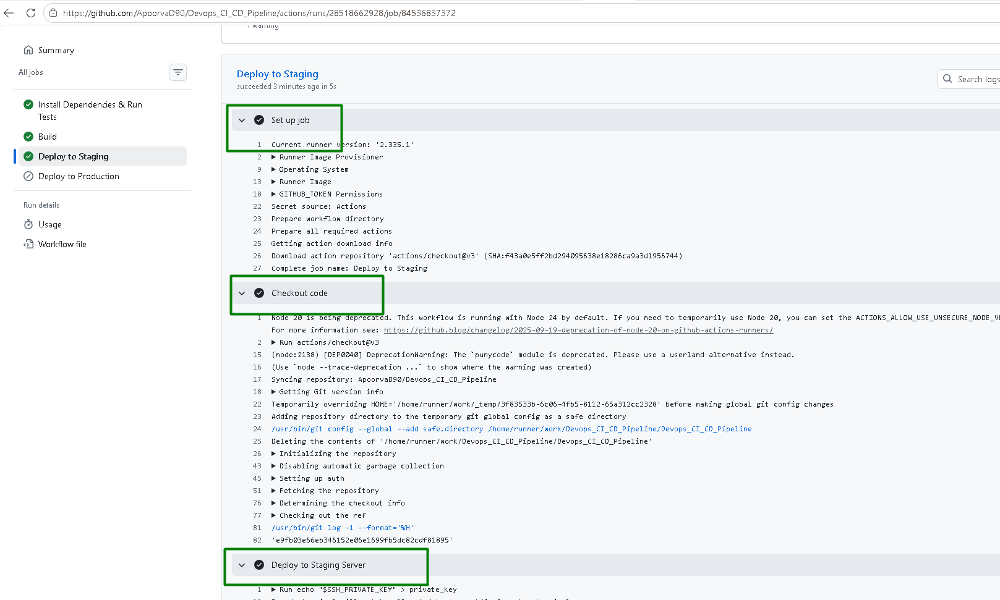 https://github.com/ApoorvaD90/Devops_CI_CD_Pipeline/actions/runs/28518662928/job/84536837372
1 warning
Summary
All jobs
Install Dependencies & Run
Tests
Build
Deploy to Staging
Deploy to Production
Run details
Usage
Workflow file
Deploy to Staging
succeeded 3 minutes ago in 5s
Search logs
Set up job
1 Current runner version: '2.335.1'
2 Runner Image Provisioner
9 Operating System
13 Runner Image
18 GITHUB_TOKEN Permissions
22 Secret source: Actions
23 Prepare workflow directory
24 Prepare all required actions
25 Getting action download info
26 Download action repository 'actions/checkout@v3' (SHA:f43a0e5ff2bd294095638e18286ca9a3d1956744)
27 Complete job name: Deploy to Staging
Checkout code
1 Node 20 is being deprecated. This workflow is running with Node 24 by default. If you need to temporarily use Node 20, you can set the
For more information see: https://github.blog/changelog/2025-09-19-deprecation-of-node-20-on-github-actions-runners/
2 Run actions/checkout@v3
15 (node:2138) [DEP0040] DeprecationWarning: The `punycode` module is deprecated. Please use a userland alternative instead.
16 (Use `node --trace-deprecation ...` to show where the warning was created)
17 Syncing repository: ApoorvaD90/Devops_CI_CD_Pipeline
18 Getting Git version info
22 Temporarily overriding HOME='/home/runner/work/_temp/3f83533b-6c06-4fb5-8112-65a312cc2328' before making global git config changes
23 Adding repository directory to the temporary git global config as a safe directory
24 /usr/bin/git config --global --add safe.directory /home/runner/work/Devops_CI_CD_Pipeline/Devops_CI_CD_Pipeline
25 Deleting the contents of '/home/runner/work/Devops_CI_CD_Pipeline/Devops_CI_CD_Pipeline'
26 Initializing the repository
43 Disabling automatic garbage collection
45 Setting up auth
51 Fetching the repository
76 Determining the checkout info
77 Checking out the ref
81 /usr/bin/git log -1 --format='%H'
82 'e9fb03e66eb346152e06e1699fb5dc82cdf81895'
Deploy to Staging Server
1 Run echo "$SSH_PRIVATE_KEY" > private_key